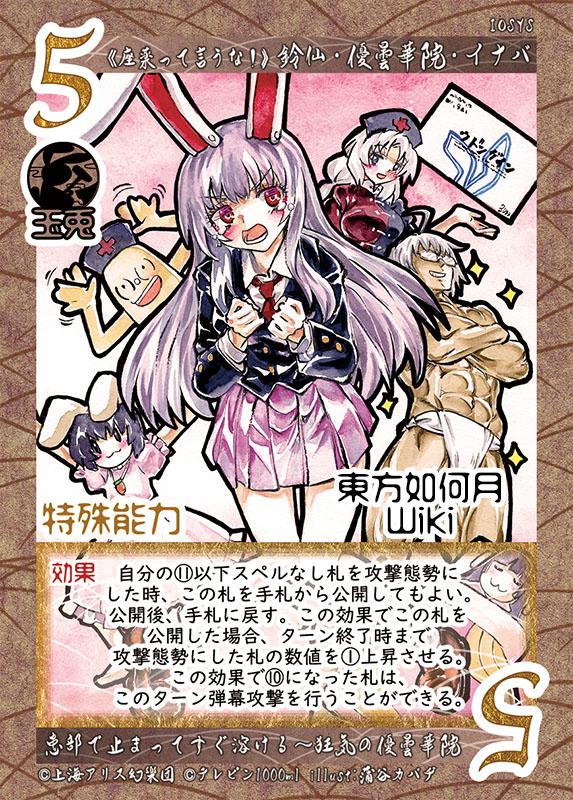 IOSYS
5
《座薬って言うな!》 鈴仙・優曇華院・イナバ
玉兎
ウドンゲイン
特殊能力
東方如何月
Wiki
効果
自分の⑪以下スペルなし札を攻撃態勢に
した時、この札を手札から公開してもよい。
公開後、手札に戻す。この効果でこの札を
公開した場合、ターン終了時まで
攻撃態勢にした札の数値を①上昇させる。
この効果で⑩になった札は、
このターン弾幕攻撃を行うことができる。
5
患部で止まってすぐ溶ける～狂気の優曇華院
©上海アリス幻樂団 ©テレピン1000ml illust:蒲谷カバヂ